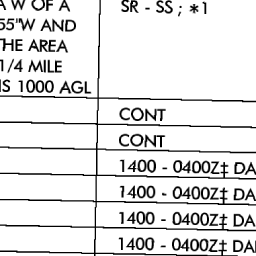 A W OF A
55"W AND
THE AREA
1/4 MILE
IS 1000 AGL
SR - SS ; *1
CONT
CONT
1400 - 0400Z‡ DA
1400 - 0400Z‡ DA
1400 - 0400Z‡ DA
1400 - 0400Z‡ DA